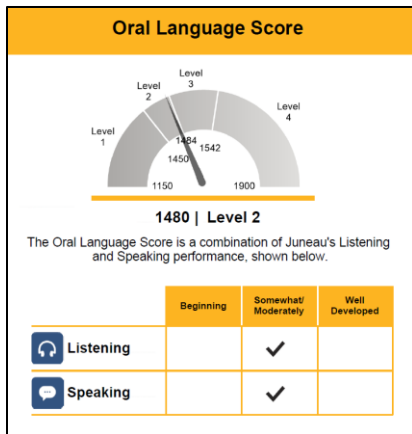 Oral Language Score
Level
3
Level
2
Level
4
Level
1
1484
1542
1450
1150
1900
1480 | Level 2
The Oral Language Score is a combination of Juneau's Listening
and Speaking performance, shown below.
Beginning
Somewhat/
Moderately
Well
Developed
Listening
Speaking